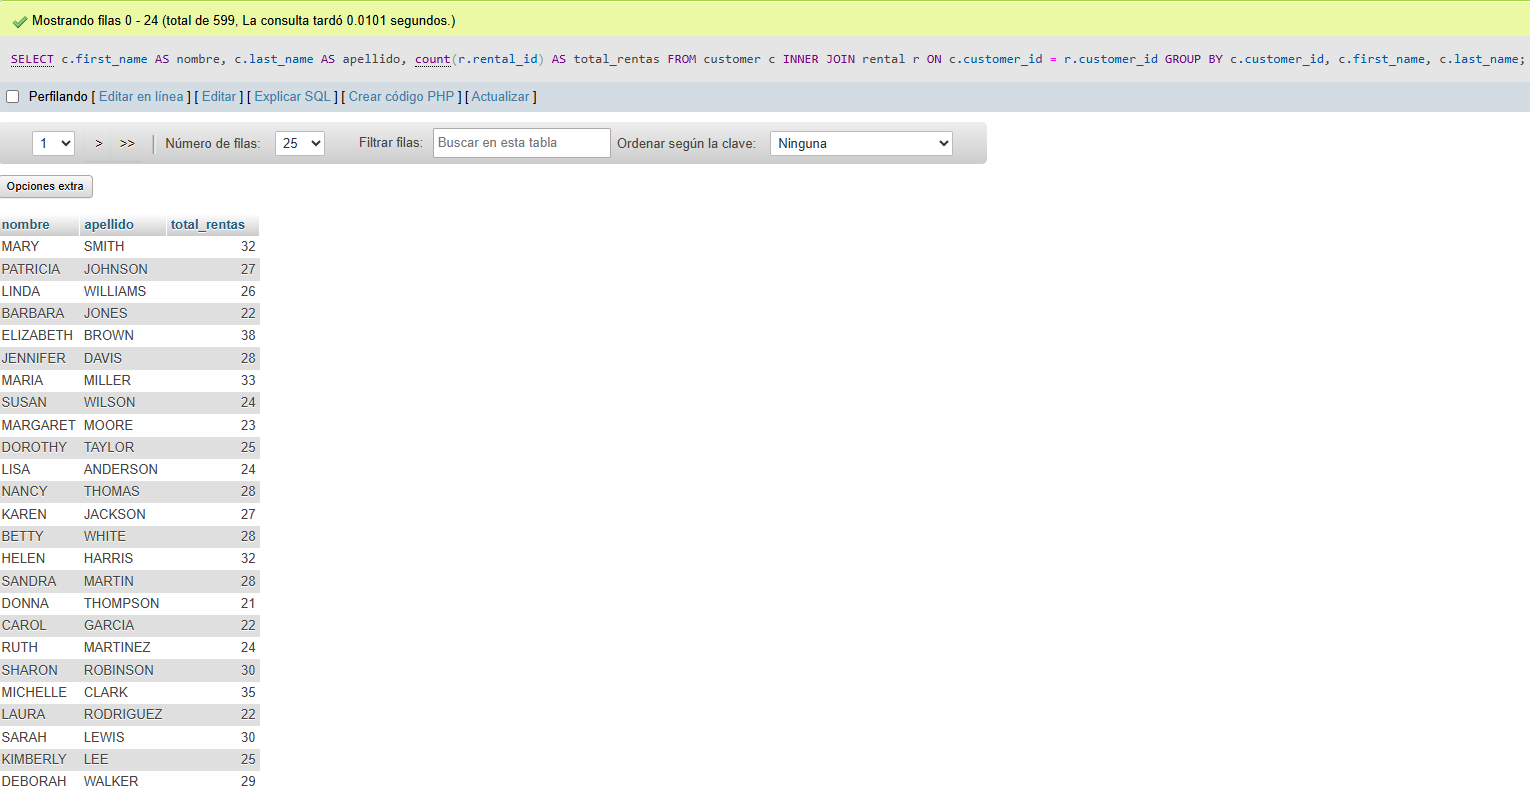 Mostrando filas 0 - 24 (total de 599, La consulta tardó 0.0101 segundos.)
SELECT c.first_name AS nombre, c.last_name AS apellido, count(r.rental_id) AS total_rentas FROM customer c INNER JOIN rental r ON c.customer_id = r.customer_id GROUP BY c.customer_id, c.first_name, c.last_name;
Perfilando [ Editar en línea ] [ Editar ] [ Explicar SQL ] [ Crear código PHP ] [ Actualizar ]
1 > >> | Número de filas: 25 Filtrar filas: Buscar en esta tabla Ordenar según la clave: Ninguna
Opciones extra
nombre apellido total_rentas
MARY SMITH 32
PATRICIA JOHNSON 27
LINDA WILLIAMS 26
BARBARA JONES 22
ELIZABETH BROWN 38
JENNIFER DAVIS 28
MARIA MILLER 33
SUSAN WILSON 24
MARGARET MOORE 23
DOROTHY TAYLOR 25
LISA ANDERSON 24
NANCY THOMAS 28
KAREN JACKSON 27
BETTY WHITE 28
HELEN HARRIS 32
SANDRA MARTIN 28
DONNA THOMPSON 21
CAROL GARCIA 22
RUTH MARTINEZ 24
SHARON ROBINSON 30
MICHELLE CLARK 35
LAURA RODRIGUEZ 22
SARAH LEWIS 30
KIMBERLY LEE 25
DEBORAH WALKER 29